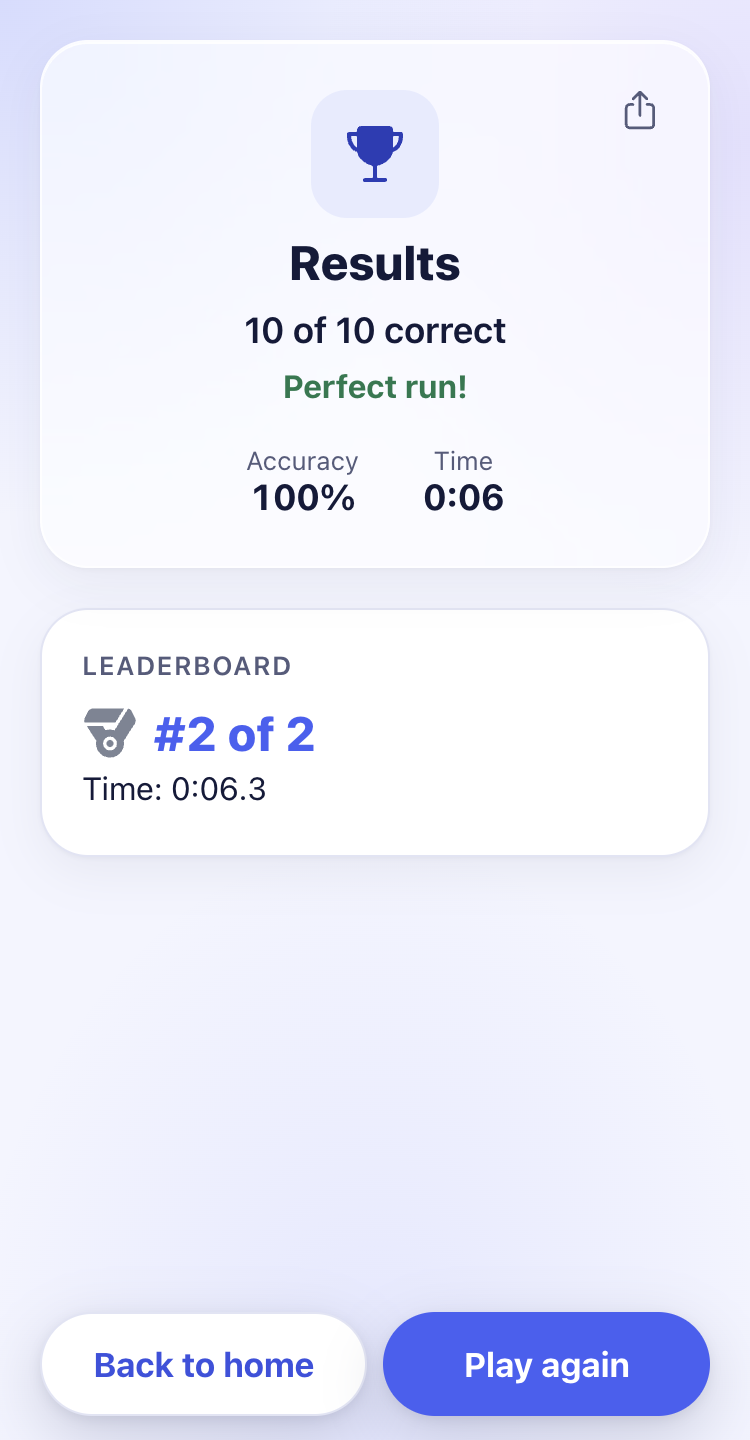 Results
10 of 10 correct
Perfect run!
Accuracy Time
100% 0:06
LEADERBOARD
#2 of 2
Time: 0:06.3
Back to home Play again